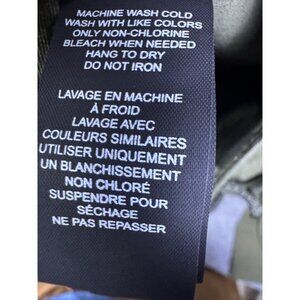 MACHINE WASH COLD
WASH WITH LIKE COLORS
ONLY NON-CHLORINE
BLEACH WHEN NEEDED
HANG TO DRY
DO NOT IRON
LAVAGE EN MACHINE
À FROID
LAVAGE AVEC
COULEURS SIMILAIRES
UTILISER UNIQUEMENT
UN BLANCHISSEMENT
NON CHLORÉ
SUSPENDRE POUR
SÉCHAGE
NE PAS REPASSER